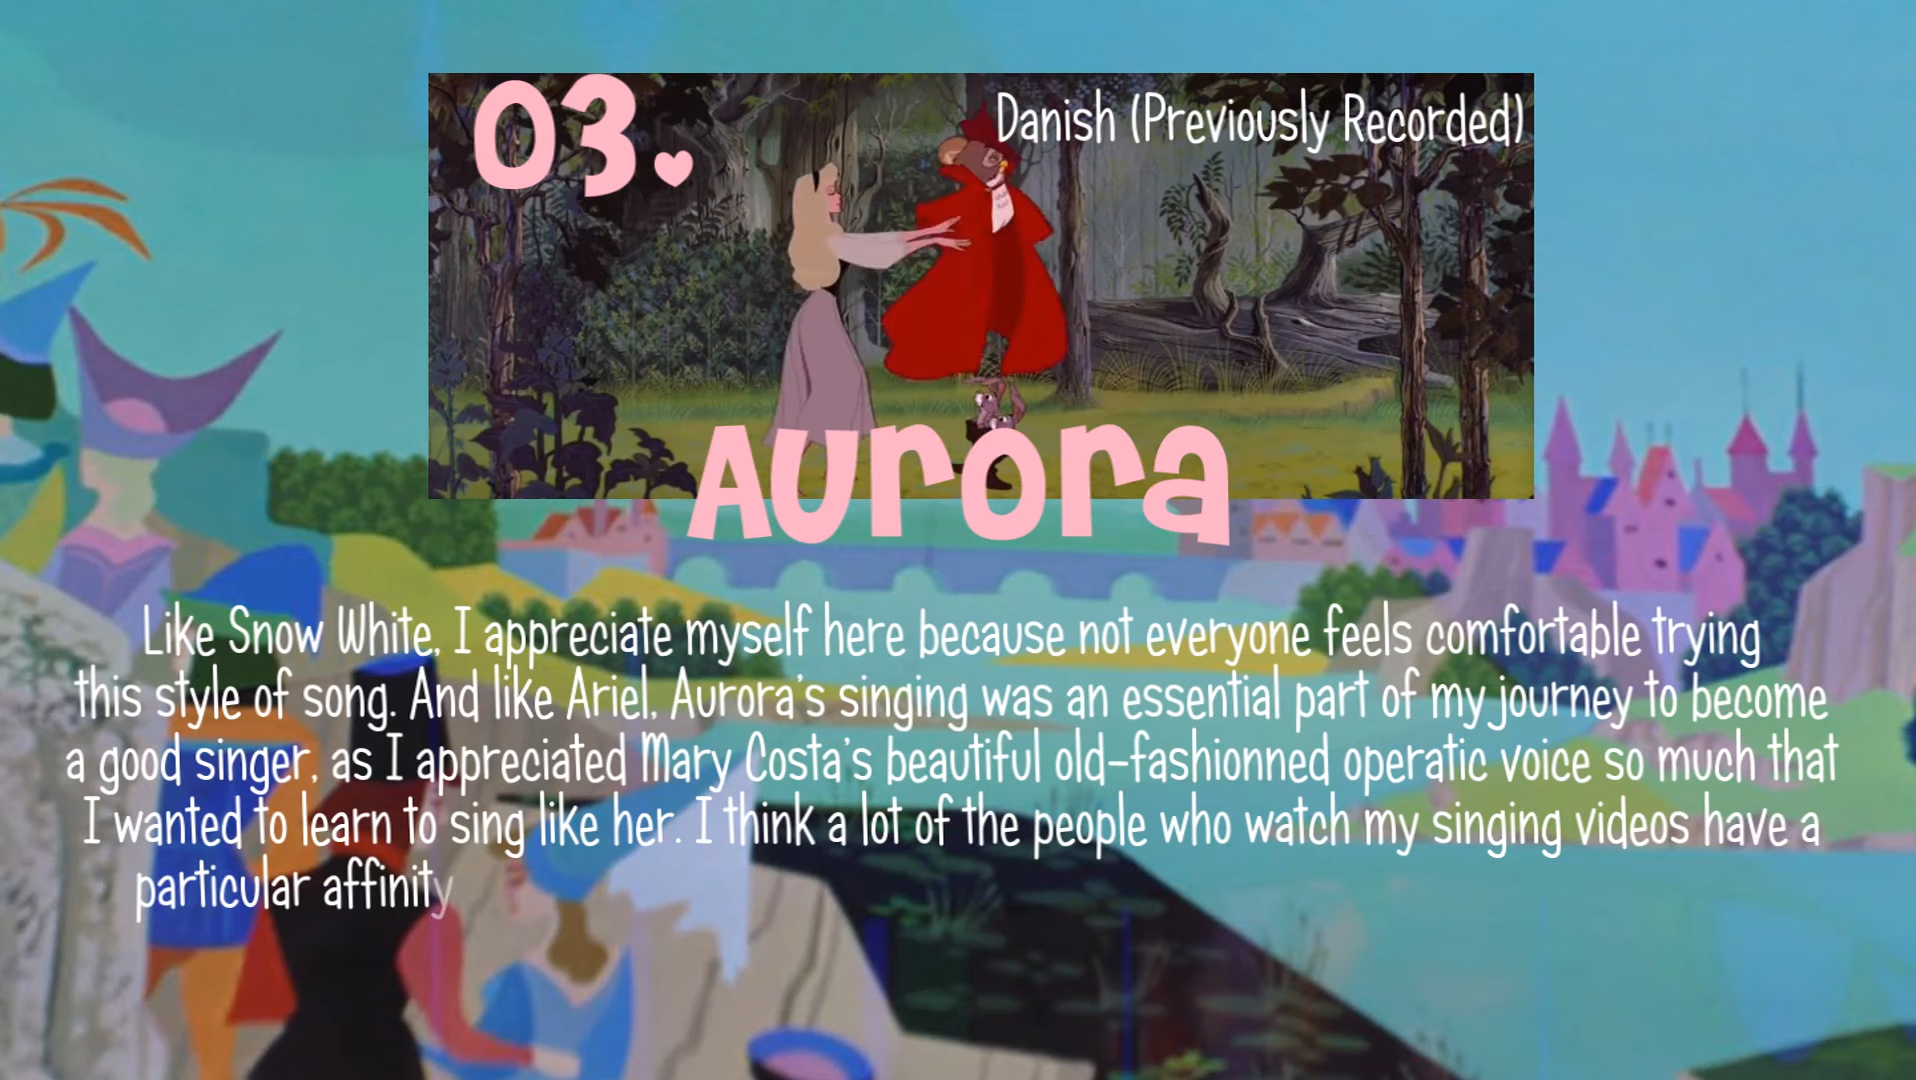 03.
Danish (Previously Recorded)
Aurora
Like Snow White, I appreciate myself here because not everyone feels comfortable trying
this style of song. And like Ariel, Aurora's singing was an essential part of my journey to become
a good singer, as I appreciated Mary Costa's beautiful old-fashionned operatic voice so much that
I wanted to learn to sing like her. I think a lot of the people who watch my singing videos have a
particular affinity